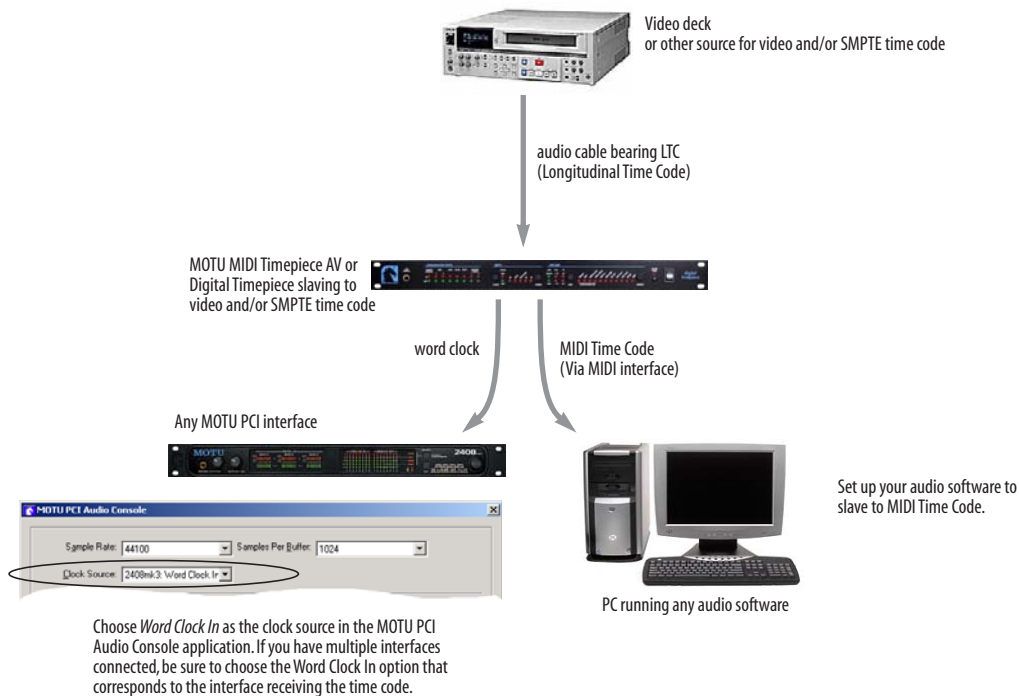 Video deck
or other source for video and/or SMPTE time code
audio cable bearing LTC
(Longitudinal Time Code)
MOTU MIDI Timepiece AV or
Digital Timepiece slaving to
video and/or SMPTE time code
word clock
MIDI Time Code
(Via MIDI interface)
Any MOTU PCI interface
MOTU
2408
MOTU PCI Audio Console
Sample Rate: 44100
Samples Per Buffer: 1024
Clock Source: 2408mk3: Word Clock Ir
Set up your audio software to
slave to MIDI Time Code.
PC running any audio software
Choose Word Clock In as the clock source in the MOTU PCI
Audio Console application. If you have multiple interfaces
connected, be sure to choose the Word Clock In option that
corresponds to the interface receiving the time code.